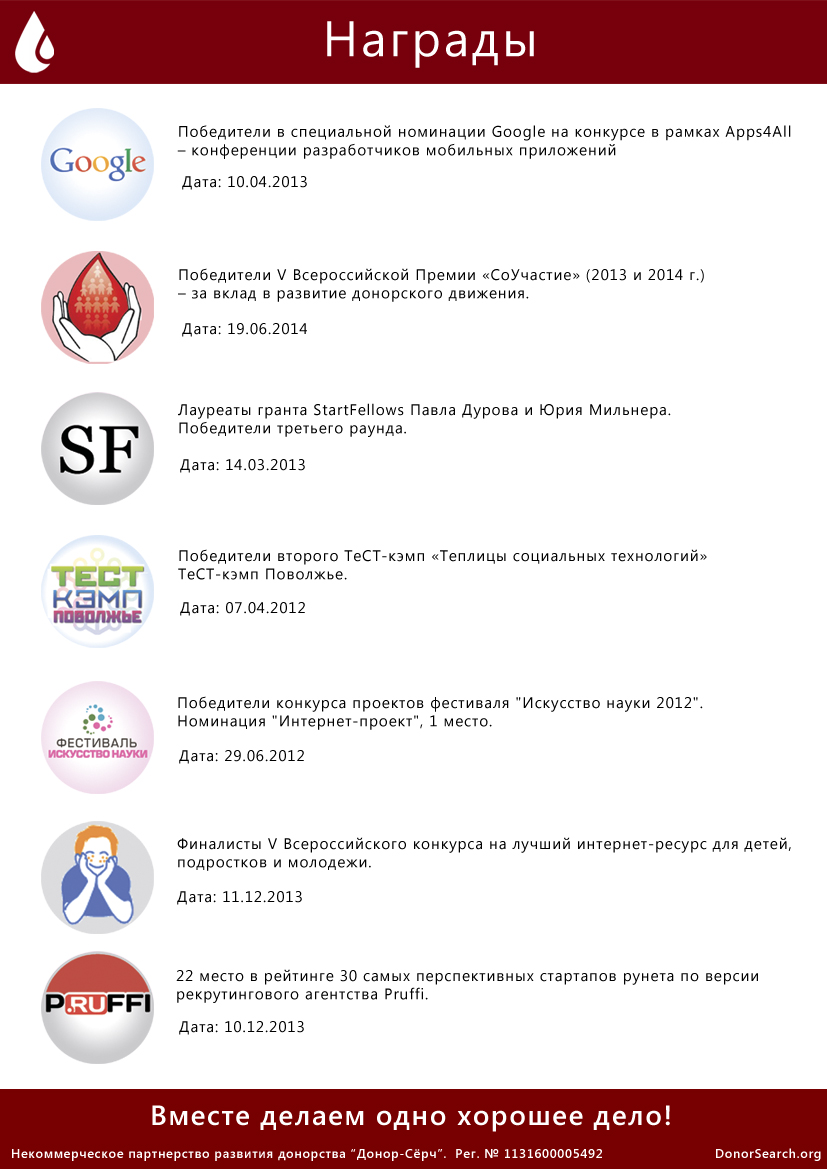 Награды
Google
Победители в специальной номинации Google на конкурсе в рамках Apps4All
– конференции разработчиков мобильных приложений
Дата: 10.04.2013
Победители V Всероссийской Премии «СоУчастие» (2013 и 2014 г.)
– за вклад в развитие донорского движения.
Дата: 19.06.2014
SF
Лауреаты гранта StartFellows Павла Дурова и Юрия Мильнера.
Победители третьего раунда.
Дата: 14.03.2013
ТЕСТ
КЭМП
ПОВОЛЖЬЕ
Победители второго ТеСТ-кэмп «Теплицы социальных технологий»
ТеСТ-кэмп Поволжье.
Дата: 07.04.2012
ФЕСТИВАЛЬ
ИСКУССТВО НАУКИ
Победители конкурса проектов фестиваля "Искусство науки 2012".
Номинация "Интернет-проект", 1 место.
Дата: 29.06.2012
Финалисты V Всероссийского конкурса на лучший интернет-ресурс для детей,
подростков и молодежи.
Дата: 11.12.2013
P.RUFFI
22 место в рейтинге 30 самых перспективных стартапов рунета по версии
рекрутингового агентства Pruffi.
Дата: 10.12.2013
Вместе делаем одно хорошее дело!
Некоммерческое партнерство развития донорства "Донор-Сёрч". Рег. № 1131600005492
DonorSearch.org